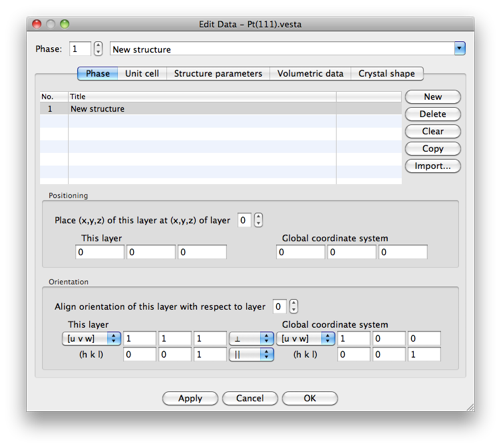 Edit Data – Pt(111).vesta
Phase: 1 New structure
Phase Unit cell Structure parameters Volumetric data Crystal shape
No. Title
1 New structure
New
Delete
Clear
Copy
Import...
Positioning
Place (x,y,z) of this layer at (x,y,z) of layer 0
This layer Global coordinate system
0 0 0 0 0 0
Orientation
Align orientation of this layer with respect to layer 0
This layer Global coordinate system
[u v w] 1 1 1 ⊥ [u v w] 1 0 0
(h k l) 0 0 1 || (h k l) 0 0 1
Apply Cancel OK